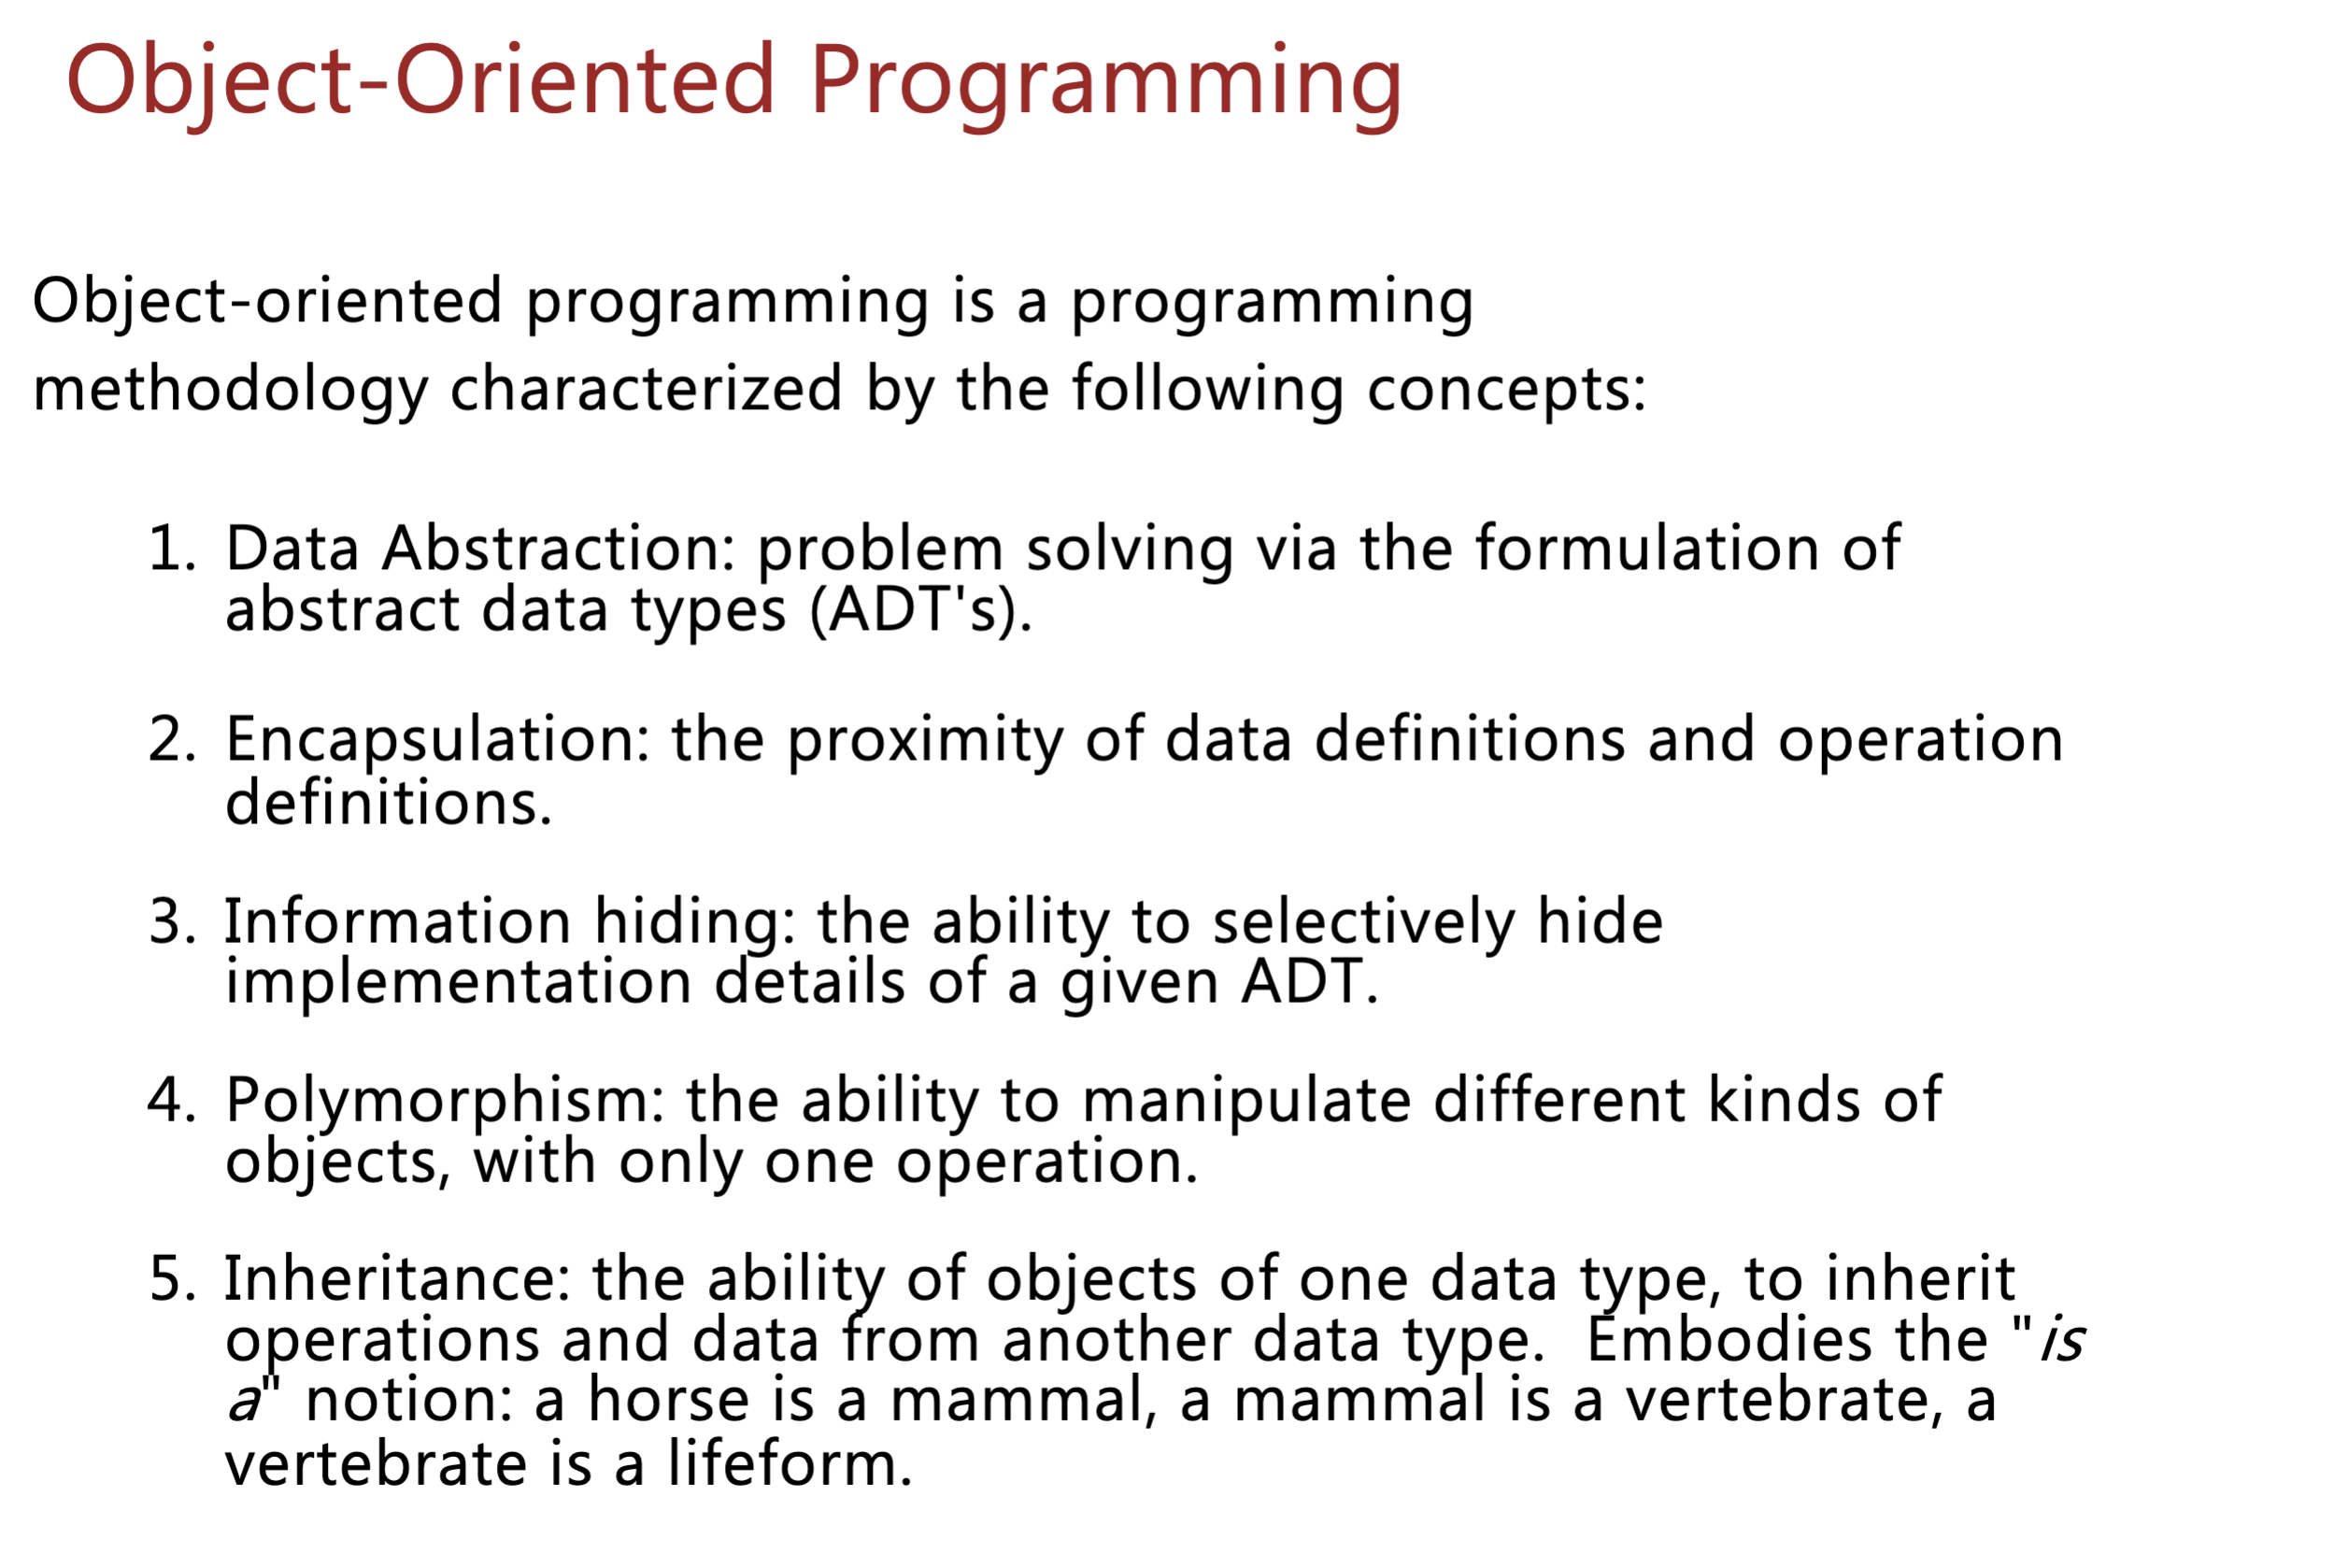 Object-Oriented Programming
Object-oriented programming is a programming
methodology characterized by the following concepts:
1. Data Abstraction: problem solving via the formulation of
abstract data types (ADT's).
2. Encapsulation: the proximity of data definitions and operation
definitions.
3. Information hiding: the ability to selectively hide
implementation details of a given ADT.
4. Polymorphism: the ability to manipulate different kinds of
objects, with only one operation.
5. Inheritance: the ability of objects of one data type, to inherit
operations and data from another data type.  Embodies the "is
a" notion: a horse is a mammal, a mammal is a vertebrate, a
vertebrate is a lifeform.